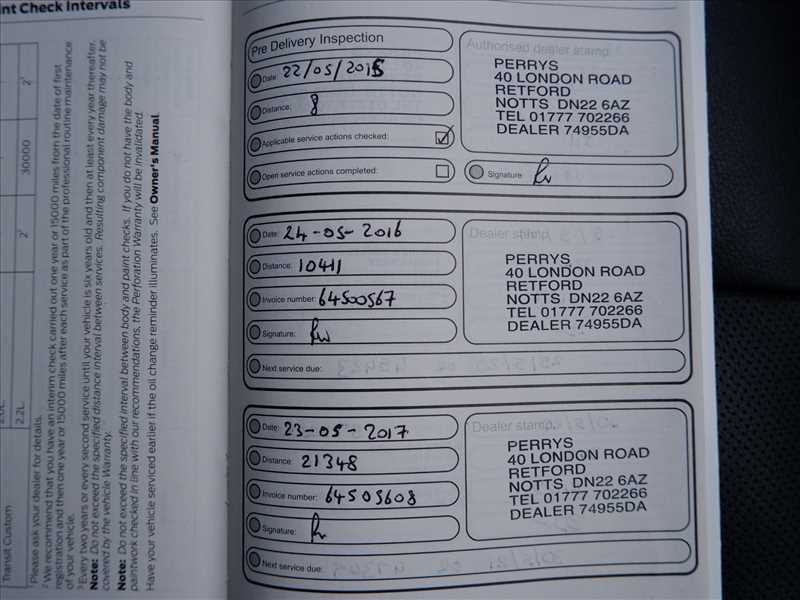 nt Check Intervals
2.2L
Transit Custom
30000
2¹
2¹
¹ Please ask your dealer for details.
² We recommend that you have an interim check carried out one year or 15000 miles from the date of first
registration and then one year or 15000 miles after each service as part of the professional routine maintenance
of your vehicle.
³ Every two years or every second service until your vehicle is six years old and then at least every year thereafter.
Note: Do not exceed the specified distance interval between services. Resulting component damage may not be
covered by the vehicle Warranty.
Note: Do not exceed the specified interval between body and paint checks. If you do not have the body and
paintwork checked in line with our recommendations, the Perforation Warranty will be invalidated.
Have your vehicle serviced earlier if the oil change reminder illuminates. See Owner's Manual.
Pre Delivery Inspection
Date: 22/05/2015
Distance: 8
Applicable service actions checked:
Open service actions completed:
Authorised dealer stamp:
PERRYS
40 LONDON ROAD
RETFORD
NOTTS DN22 6AZ
TEL 01777 702266
DEALER 74955DA
Signature
Date: 24-05-2016
Distance: 10411
Invoice number: 64500567
Signature:
Next service due:
Dealer stamp
PERRYS
40 LONDON ROAD
RETFORD
NOTTS DN22 6AZ
TEL 01777 702266
DEALER 74955DA
Date: 23-05-2017
Distance: 21348
Invoice number: 64505608
Signature:
Next service due:
Dealer stamp.
PERRYS
40 LONDON ROAD
RETFORD
NOTTS DN22 6AZ
TEL 01777 702266
DEALER 74955DA